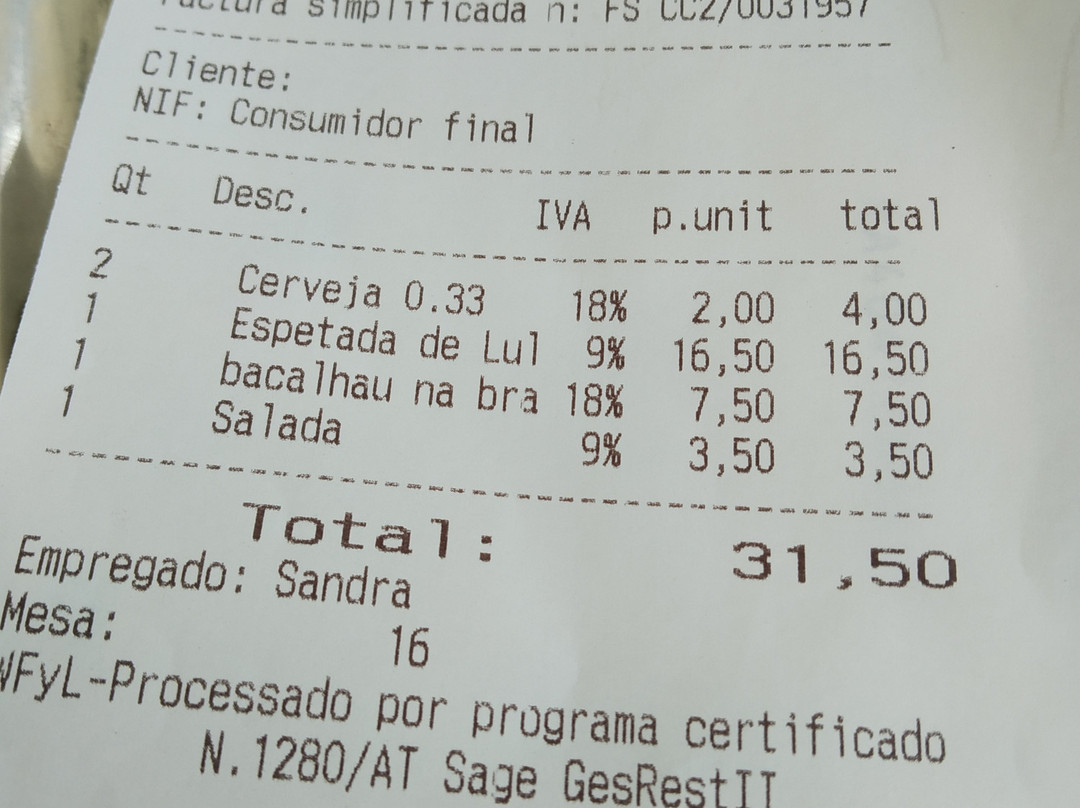 Factura simplificada n: FS CC2/0031957
Cliente:
NIF: Consumidor final
Qt Desc. IVA p.unit total
2 Cerveja 0.33 18% 2,00 4,00
1 Espetada de Lul 9% 16,50 16,50
1 bacalhau na bra 18% 7,50 7,50
1 Salada 9% 3,50 3,50
Total: 31,50
Empregado: Sandra
Mesa: 16
WFyL-Processado por programa certificado
N.1280/AT Sage GesRestII